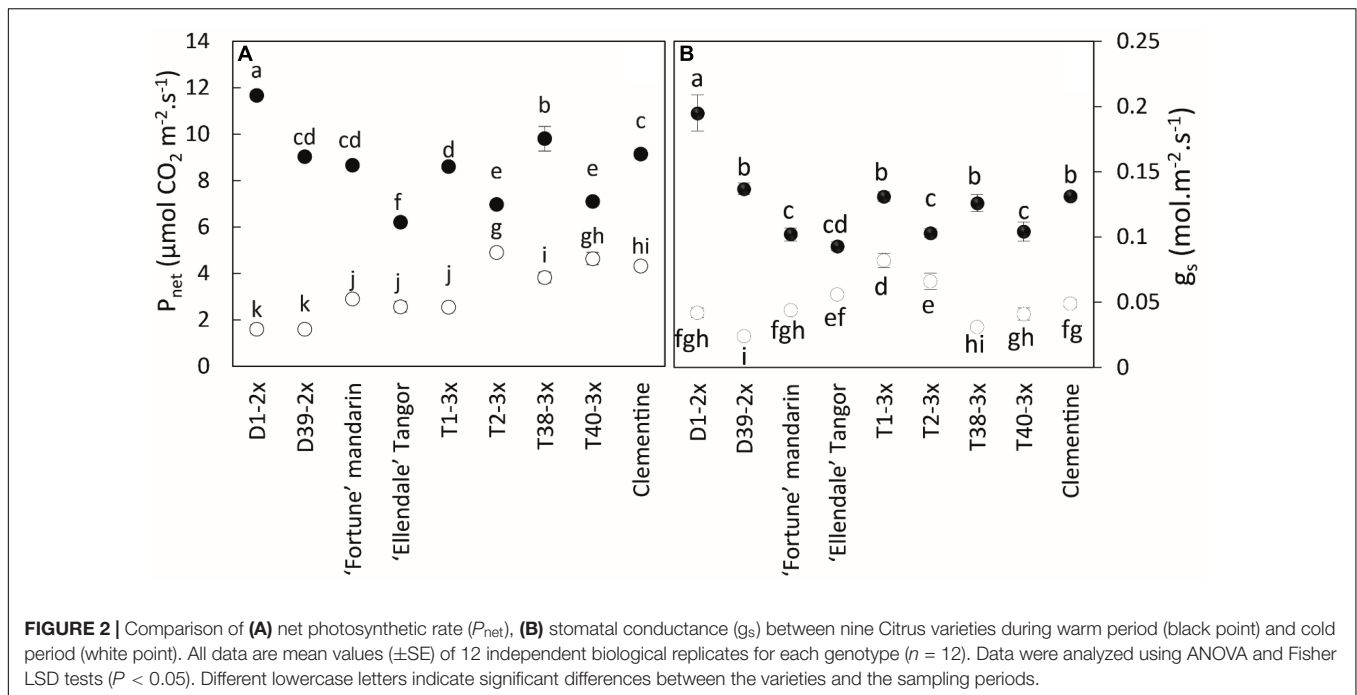 A
B
14
12
10
8
6
4
2
0
P_net (µmol CO₂ m⁻².s⁻¹)
a
cd
cd
f
d
e
b
e
c
k
k
j
j
j
g
i
gh
hi
a
b
c
cd
b
c
b
c
b
fgh
i
fgh
ef
d
e
hi
gh
fg
0.25
0.2
0.15
0.1
0.05
0
g_s (mol.m⁻².s⁻¹)
D1-2x
D39-2x
'Fortune' mandarin
'Ellendale' Tangor
T1-3x
T2-3x
T38-3x
T40-3x
Clementine
D1-2x
D39-2x
'Fortune' mandarin
'Ellendale' Tangor
T1-3x
T2-3x
T38-3x
T40-3x
Clementine
FIGURE 2 | Comparison of (A) net photosynthetic rate (P_net), (B) stomatal conductance (g_s) between nine Citrus varieties during warm period (black point) and cold
period (white point). All data are mean values (±SE) of 12 independent biological replicates for each genotype (n = 12). Data were analyzed using ANOVA and Fisher
LSD tests (P < 0.05). Different lowercase letters indicate significant differences between the varieties and the sampling periods.